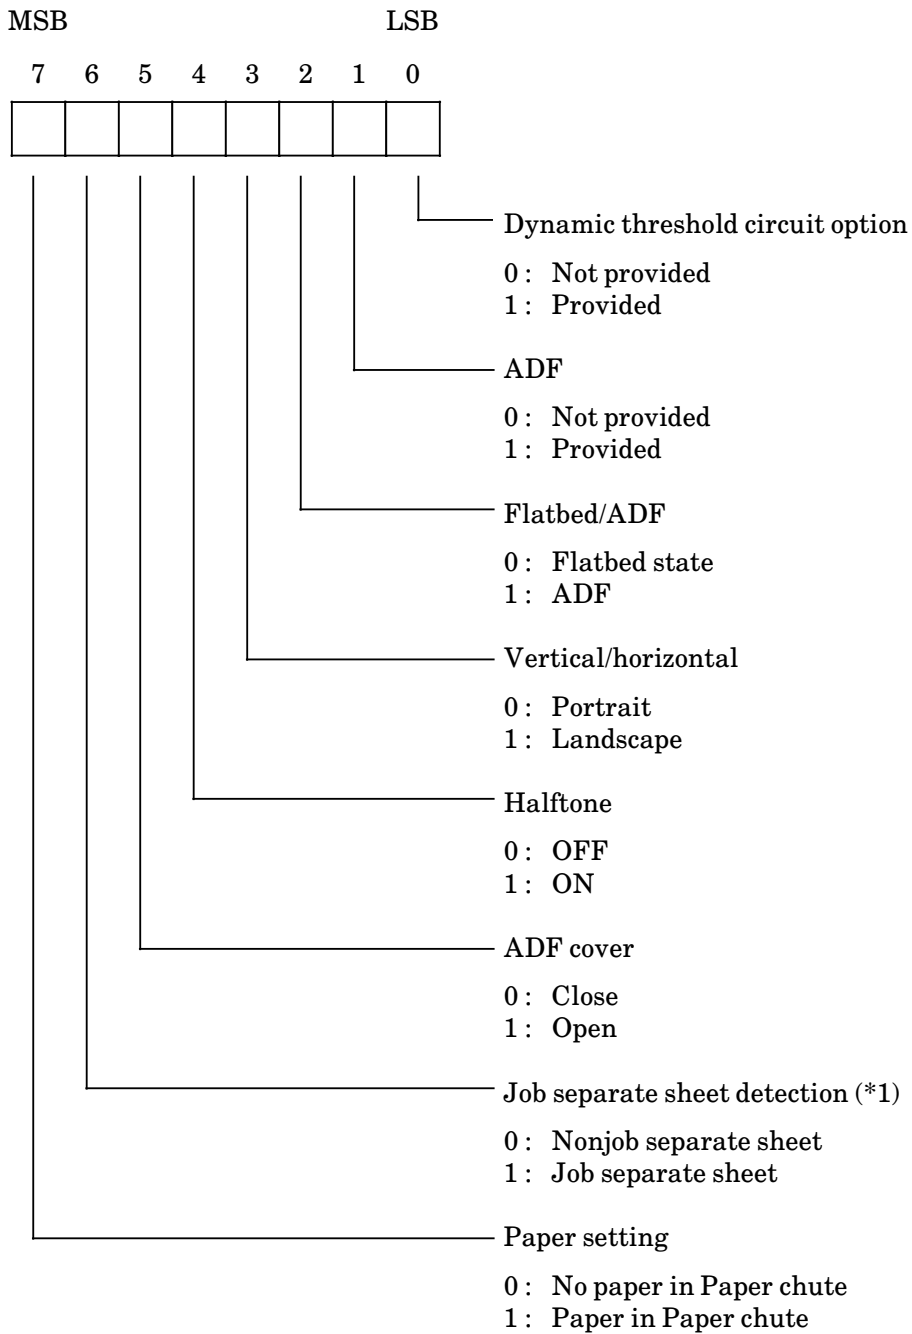 MSB LSB
7 6 5 4 3 2 1 0
Dynamic threshold circuit option
0 : Not provided
1 : Provided
ADF
0 : Not provided
1 : Provided
Flatbed/ADF
0 : Flatbed state
1 : ADF
Vertical/horizontal
0 : Portrait
1 : Landscape
Halftone
0 : OFF
1 : ON
ADF cover
0 : Close
1 : Open
Job separate sheet detection (*1)
0 : Nonjob separate sheet
1 : Job separate sheet
Paper setting
0 : No paper in Paper chute
1 : Paper in Paper chute